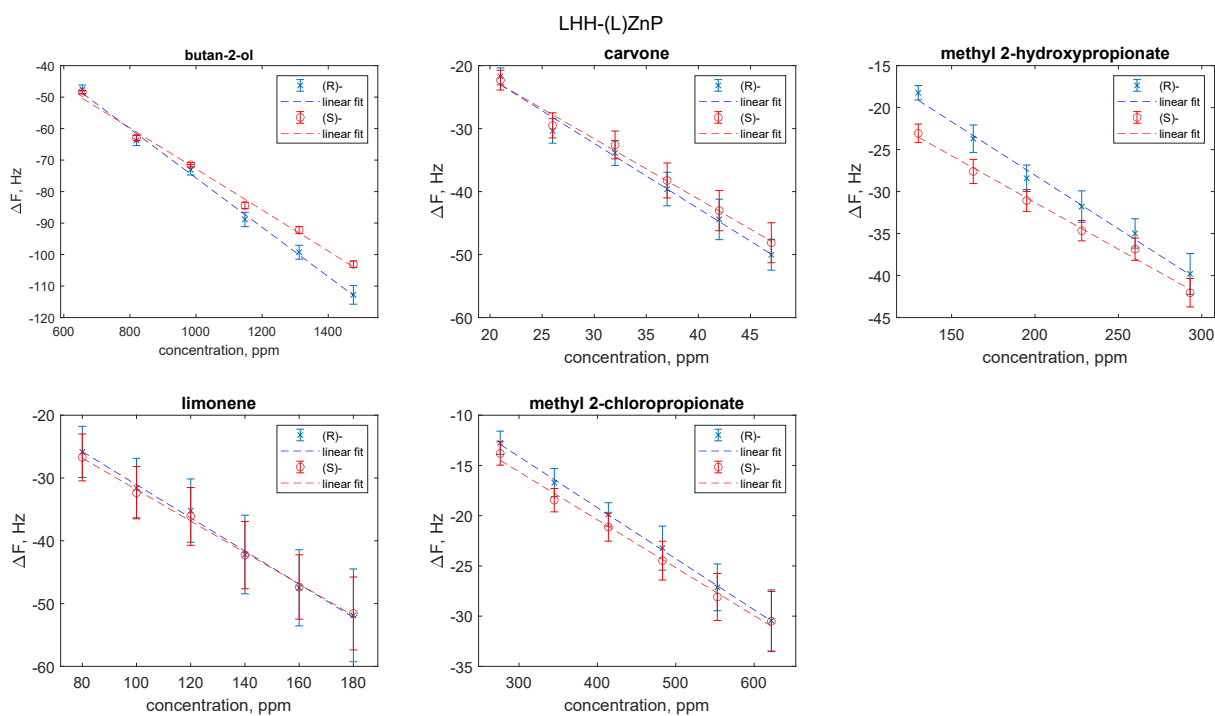 LHH-(L)ZnP
butan-2-ol
-40
-50
-60
-70
-80
-90
-100
-110
-120
ΔF, Hz
600 800 1000 1200 1400
concentration, ppm
(R)-
linear fit
(S)-
linear fit
carvone
-20
-30
-40
-50
-60
ΔF, Hz
20 25 30 35 40 45
concentration, ppm
(R)-
linear fit
(S)-
linear fit
methyl 2-hydroxypropionate
-15
-20
-25
-30
-35
-40
-45
ΔF, Hz
150 200 250 300
concentration, ppm
(R)-
linear fit
(S)-
linear fit
limonene
-20
-30
-40
-50
-60
ΔF, Hz
80 100 120 140 160 180
concentration, ppm
(R)-
linear fit
(S)-
linear fit
methyl 2-chloropropionate
-10
-15
-20
-25
-30
-35
ΔF, Hz
300 400 500 600
concentration, ppm
(R)-
linear fit
(S)-
linear fit